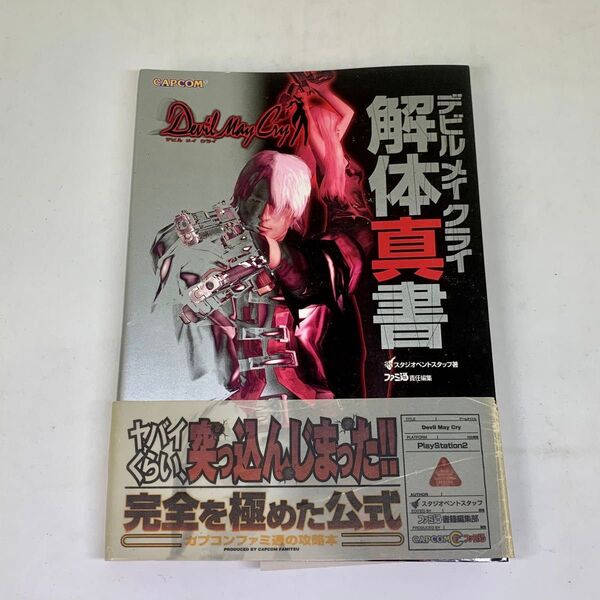 CAPCOM
Devil May Cry
デビル メイ クライ
デビル メイ クライ
解体真書
スタジオベントスタッフ著
ファミ通 責任編集
ヤバイくらい、
突っ込んじまった!!
完全を極めた公式
カプコンファミ通の攻略本
PRODUCED BY CAPCOM FAMITSU
TITLE
Devil May Cry
PLATFORM
PlayStation2
AUTHOR
スタジオベントスタッフ
EDITED BY
ファミ通書籍編集部
PRODUCED BY
CAPCOM ファミ通